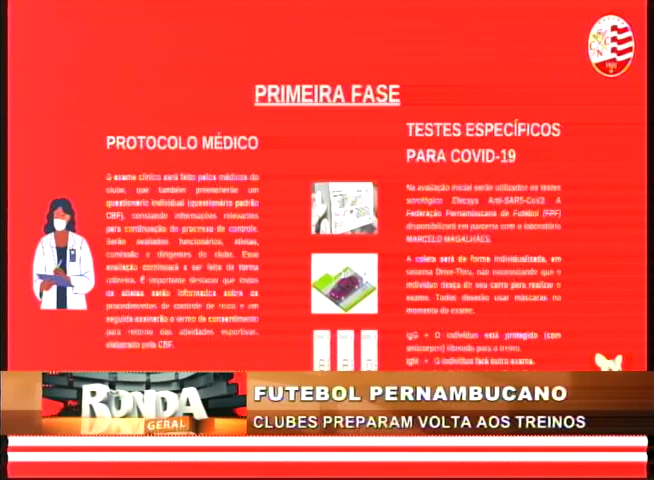 PRIMEIRA FASE
PROTOCOLO MÉDICO
O exame clínico será feito pelos médicos do
clube, que também preencherão um
questionário individual (questionário padrão
CBF), constando informações relevantes
para continuação do processo de controle.
Serão avaliados funcionários, atletas,
comissão e dirigentes do clube. Essa
avaliação continuará a ser feita de forma
rotineira. É importante destacar que todos
os atletas serão informados sobre os
procedimentos de controle de risco e em
seguida assinarão o termo de consentimento
para retorno das atividades esportivas,
elaborado pela CBF.
TESTES ESPECÍFICOS
PARA COVID-19
Na avaliação inicial serão utilizados os testes
sorológico Elecsys Anti-SARS-CoV2. A
Federação Pernambucana de Futebol (FPF)
disponibilizará em parceria com o laboratório
MARCELO MAGALHÃES.
A coleta será de forma individualizada, em
sistema Drive-Thru, não necessitando que o
indivíduo desça do seu carro para realizar o
exame. Todos deverão usar máscaras no
momento do exame.
IgG + O indivíduo está protegido (com
anticorpos) liberado para o treino.
IgM + O indivíduo fará outro exame.
RONDA
GERAL
FUTEBOL PERNAMBUCANO
CLUBES PREPARAM VOLTA AOS TREINOS